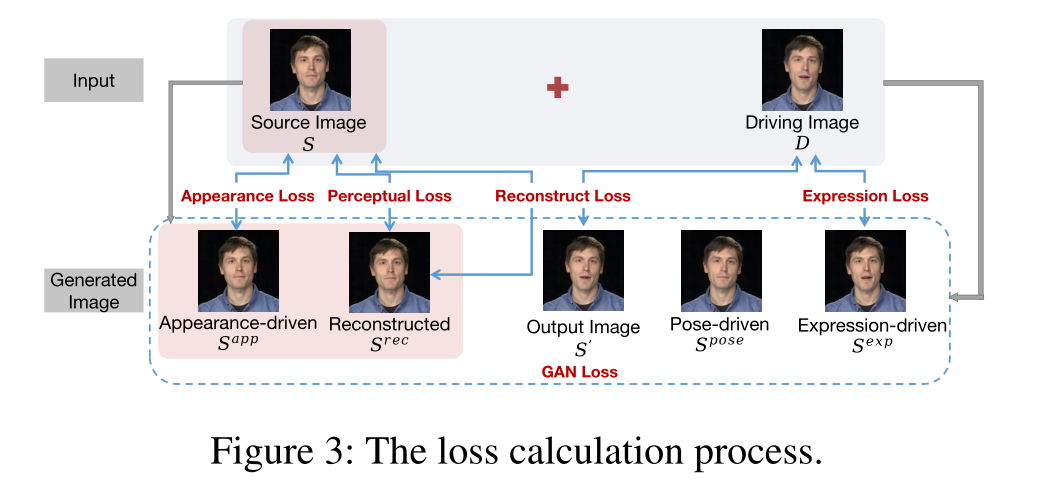 Input
Source Image
S
Driving Image
D
Appearance Loss
Perceptual Loss
Reconstruct Loss
Expression Loss
Generated
Image
Appearance-driven
S^app
Reconstructed
S^rec
Output Image
S′
Pose-driven
S^pose
Expression-driven
S^exp
GAN Loss
Figure 3: The loss calculation process.